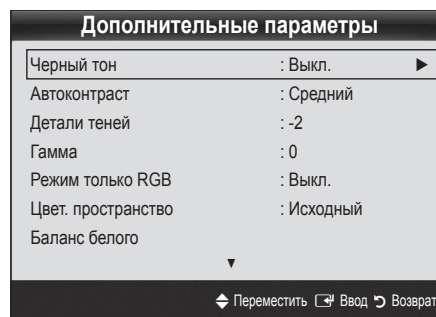 Дополнительные параметры
Черный тон : Выкл. ►
Автоконтраст : Средний
Детали теней : -2
Гамма : 0
Режим только RGB : Выкл.
Цвет. пространство : Исходный
Баланс белого
▼
Переместить Ввод Возврат